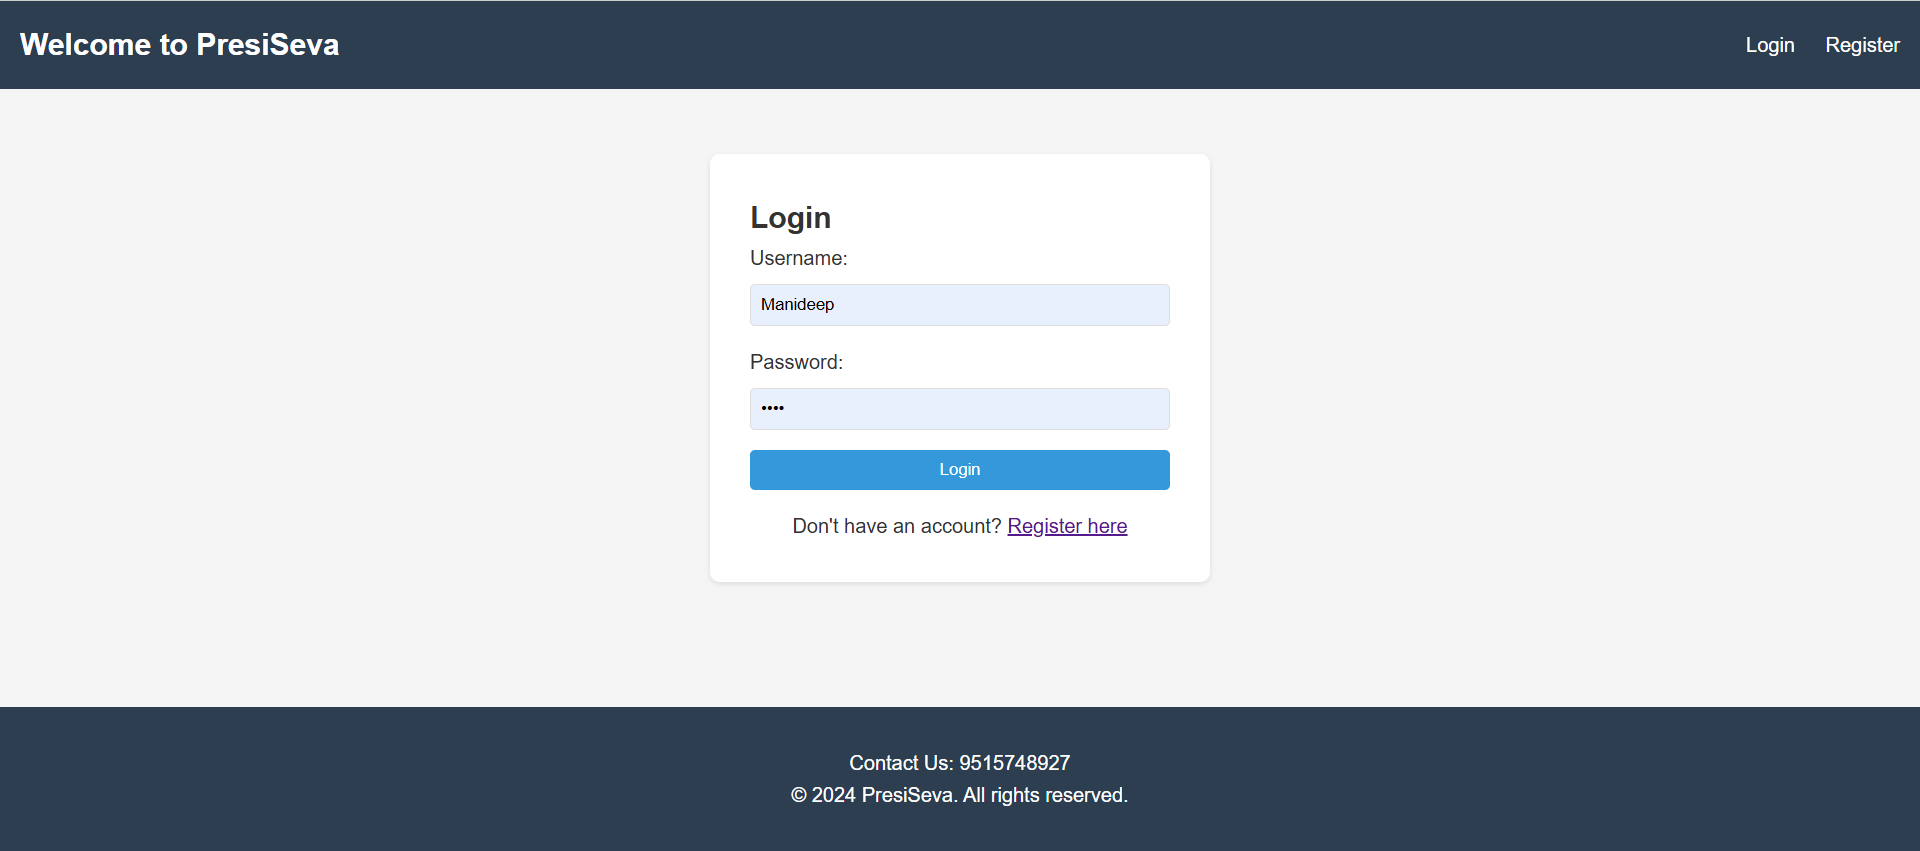 Welcome to PresiSeva
Login Register
Login
Username:
Manideep
Password:
••••
Login
Don't have an account? Register here
Contact Us: 9515748927
© 2024 PresiSeva. All rights reserved.